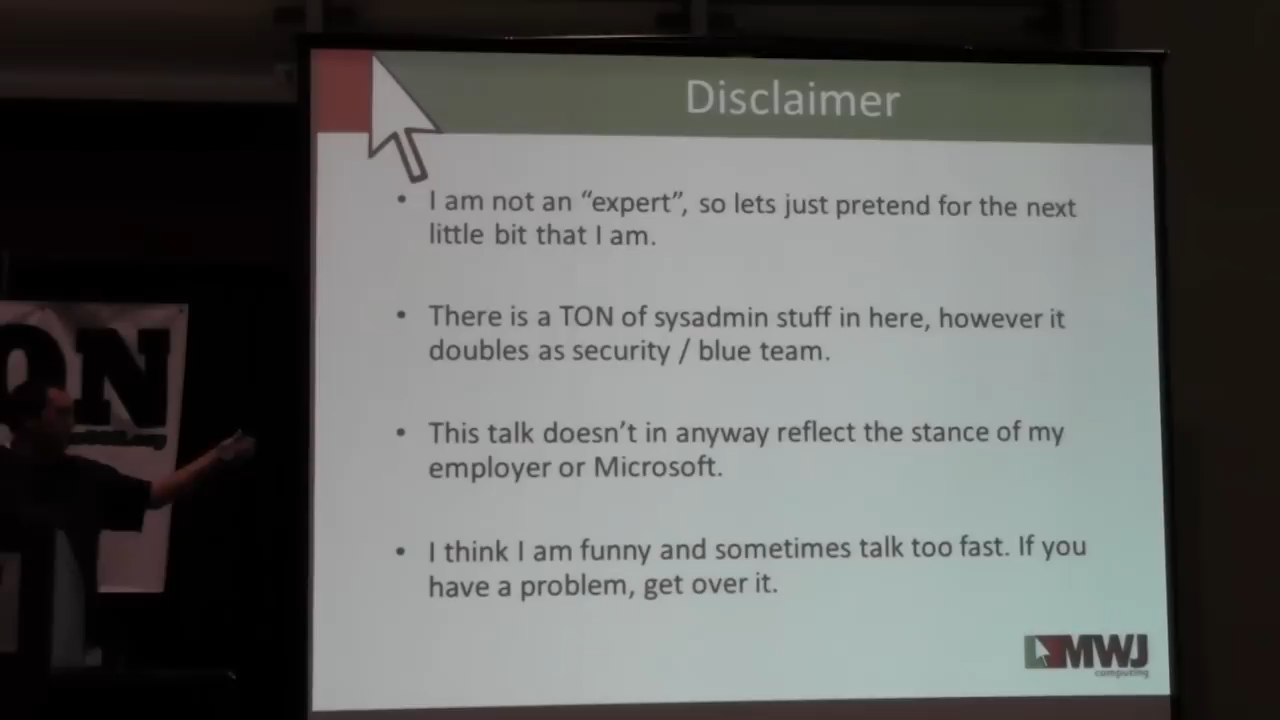 Disclaimer
• I am not an “expert”, so lets just pretend for the next
little bit that I am.
• There is a TON of sysadmin stuff in here, however it
doubles as security / blue team.
• This talk doesn’t in anyway reflect the stance of my
employer or Microsoft.
• I think I am funny and sometimes talk too fast. If you
have a problem, get over it.
MWJ
computing
ON